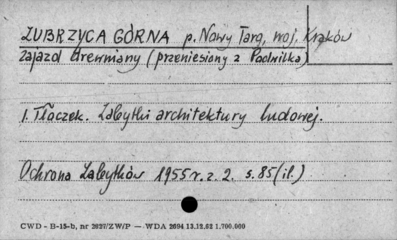 ZUBRZYCA GÓRNA p. Nowy Targ, woj. Kraków
Zajazd drewniany (przeniesiony z Podwilka)
I. Tłoczek. Zabytki architektury ludowej.
Ochrona Zabytków 1955 r. z. 2. s. 85 (il.)
CWD - B-15-b, nr 2627/ZW/P — WDA 2694 13.12.62 1.700.000